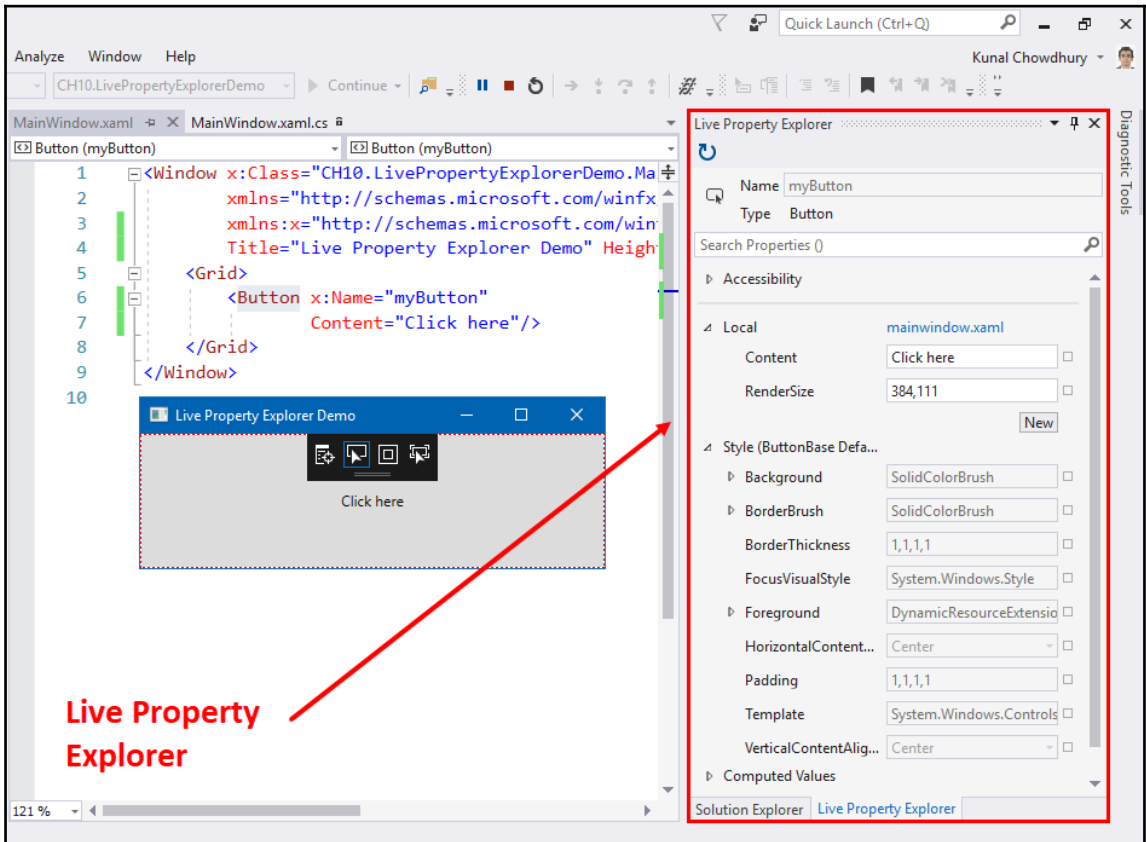 Quick Launch (Ctrl+Q)
Analyze Window Help Kunal Chowdhury
CH10.LivePropertyExplorerDemo Continue
MainWindow.xaml MainWindow.xaml.cs
Button (myButton) Button (myButton)
1 <Window x:Class="CH10.LivePropertyExplorerDemo.Ma
2 xmlns="http://schemas.microsoft.com/winfx
3 xmlns:x="http://schemas.microsoft.com/win
4 Title="Live Property Explorer Demo" Heigh
5 <Grid>
6 <Button x:Name="myButton"
7 Content="Click here"/>
8 </Grid>
9 </Window>
10
Live Property Explorer Demo
Click here
Live Property
Explorer
121 %
Live Property Explorer
Name myButton
Type Button
Search Properties ()
Accessibility
Local mainwindow.xaml
Content Click here
RenderSize 384,111
New
Style (ButtonBase Defa...
Background SolidColorBrush
BorderBrush SolidColorBrush
BorderThickness 1,1,1,1
FocusVisualStyle System.Windows.Style
Foreground DynamicResourceExtensio
HorizontalContent... Center
Padding 1,1,1,1
Template System.Windows.Controls
VerticalContentAlig... Center
Computed Values
Solution Explorer Live Property Explorer
Diagnostic Tools